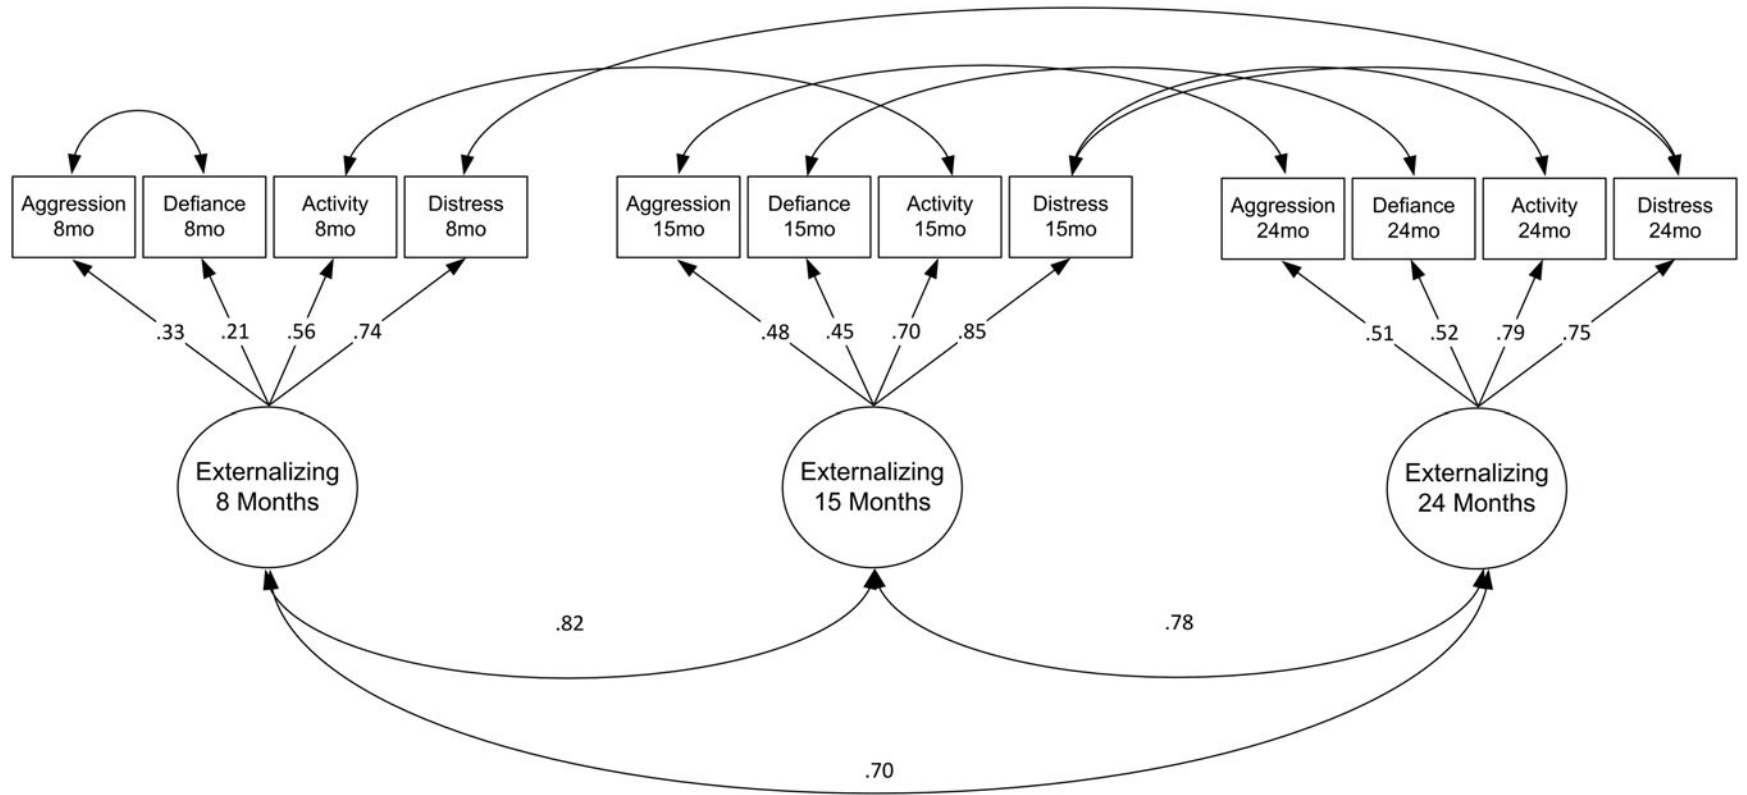 Aggression
8mo
Defiance
8mo
Activity
8mo
Distress
8mo
Aggression
15mo
Defiance
15mo
Activity
15mo
Distress
15mo
Aggression
24mo
Defiance
24mo
Activity
24mo
Distress
24mo
.33
.21
.56
.74
.48
.45
.70
.85
.51
.52
.79
.75
Externalizing
8 Months
Externalizing
15 Months
Externalizing
24 Months
.82
.78
.70